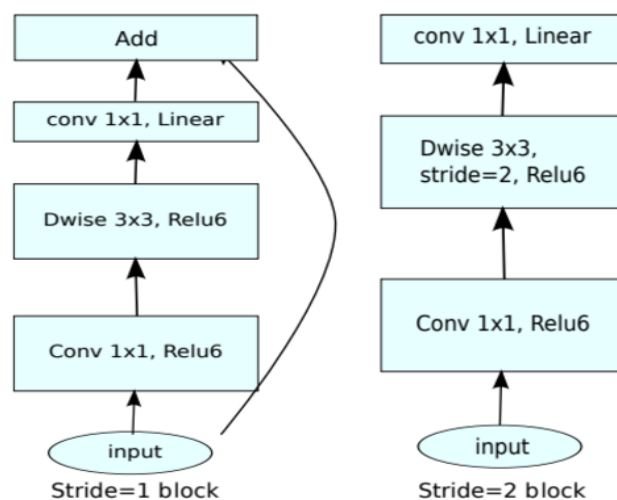 Add
conv 1x1, Linear
Dwise 3x3, Relu6
Conv 1x1, Relu6
input
Stride=1 block
conv 1x1, Linear
Dwise 3x3,
stride=2, Relu6
Conv 1x1, Relu6
input
Stride=2 block